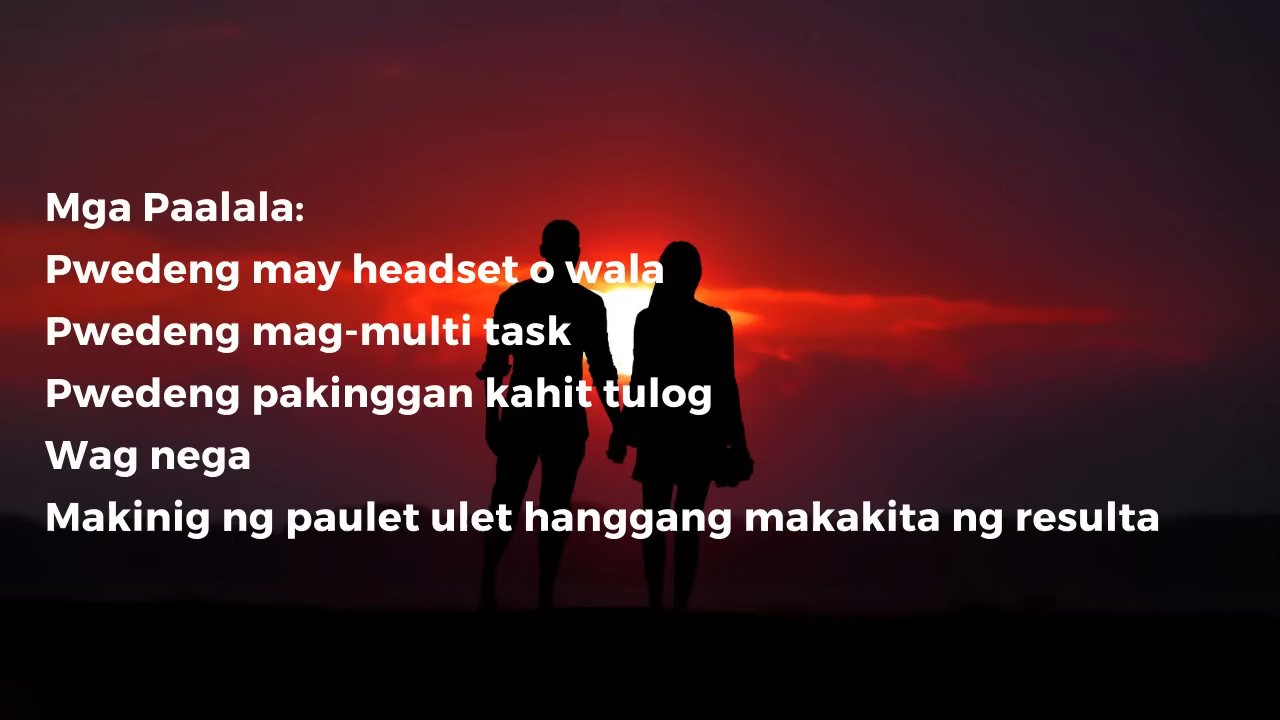 Mga Paalala:
Pwedeng may headset o wala
Pwedeng mag-multi task
Pwedeng pakinggan kahit tulog
Wag nega
Makinig ng paulet ulet hanggang makakita ng resulta